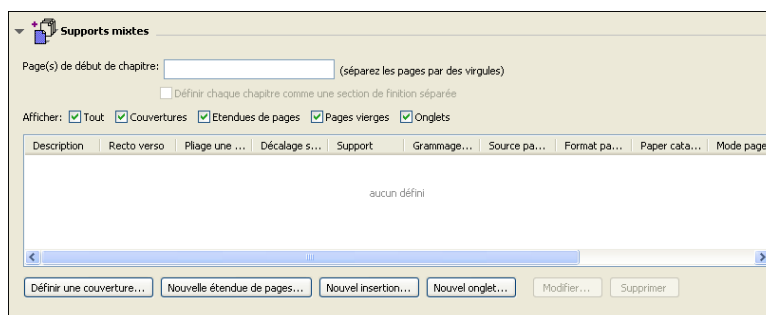 Supports mixtes
Page(s) de début de chapitre: (séparez les pages par des virgules)
Définir chaque chapitre comme une section de finition séparée
Afficher: Tout Couvertures Etendues de pages Pages vierges Onglets
Description Recto verso Pliage une ... Décalage s... Support Grammage... Source pa... Format pa... Paper cata... Mode page
aucun défini
Définir une couverture... Nouvelle étendue de pages... Nouvel insertion... Nouvel onglet... Modifier... Supprimer